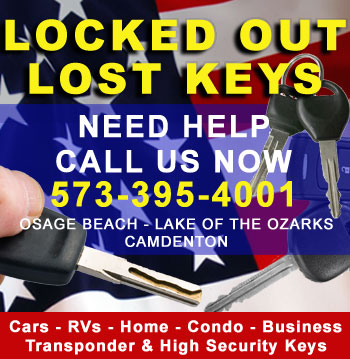 LOCKED OUT
LOST KEYS
NEED HELP
CALL US NOW
573-395-4001
OSAGE BEACH - LAKE OF THE OZARKS
CAMDENTON
Cars - RVs - Home - Condo - Business
Transponder & High Security Keys